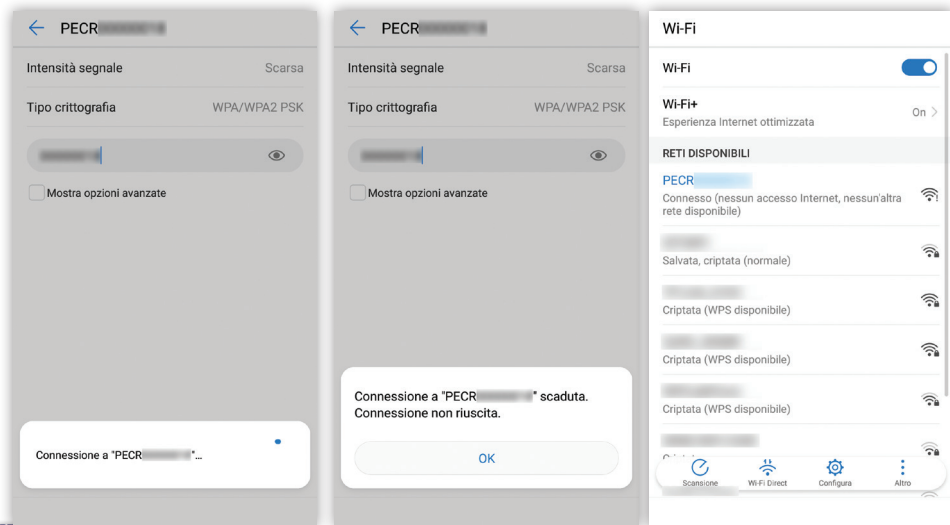 PECR
Intensità segnale Scarsa
Tipo crittografia WPA/WPA2 PSK
Mostra opzioni avanzate
Connessione a "PECR "...
PECR
Intensità segnale Scarsa
Tipo crittografia WPA/WPA2 PSK
Mostra opzioni avanzate
Connessione a "PECR " scaduta.
Connessione non riuscita.
OK
Wi-Fi
Wi-Fi
Wi-Fi+
Esperienza Internet ottimizzata
On
RETI DISPONIBILI
PECR
Connesso (nessun accesso Internet, nessun'altra
rete disponibile)
Salvata, criptata (normale)
Criptata (WPS disponibile)
Criptata (WPS disponibile)
Criptata (WPS disponibile)
Scansione Wi-Fi Direct Configura Altro